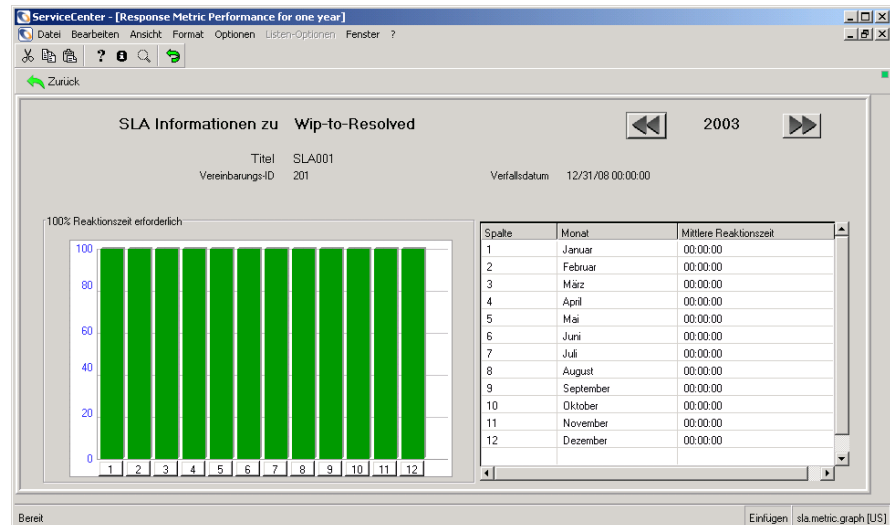 ServiceCenter - [Response Metric Performance for one year]
Datei Bearbeiten Ansicht Format Optionen Listen-Optionen Fenster ?
Zurück
SLA Informationen zu Wip-to-Resolved 2003
Titel SLA001
Vereinbarungs-ID 201 Verfallsdatum 12/31/08 00:00:00
100% Reaktionszeit erforderlich
100
80
60
40
20
0
1 2 3 4 5 6 7 8 9 10 11 12
Spalte Monat Mittlere Reaktionszeit
1 Januar 00:00:00
2 Februar 00:00:00
3 März 00:00:00
4 April 00:00:00
5 Mai 00:00:00
6 Juni 00:00:00
7 Juli 00:00:00
8 August 00:00:00
9 September 00:00:00
10 Oktober 00:00:00
11 November 00:00:00
12 Dezember 00:00:00
Bereit Einfügen sla.metric.graph [US]